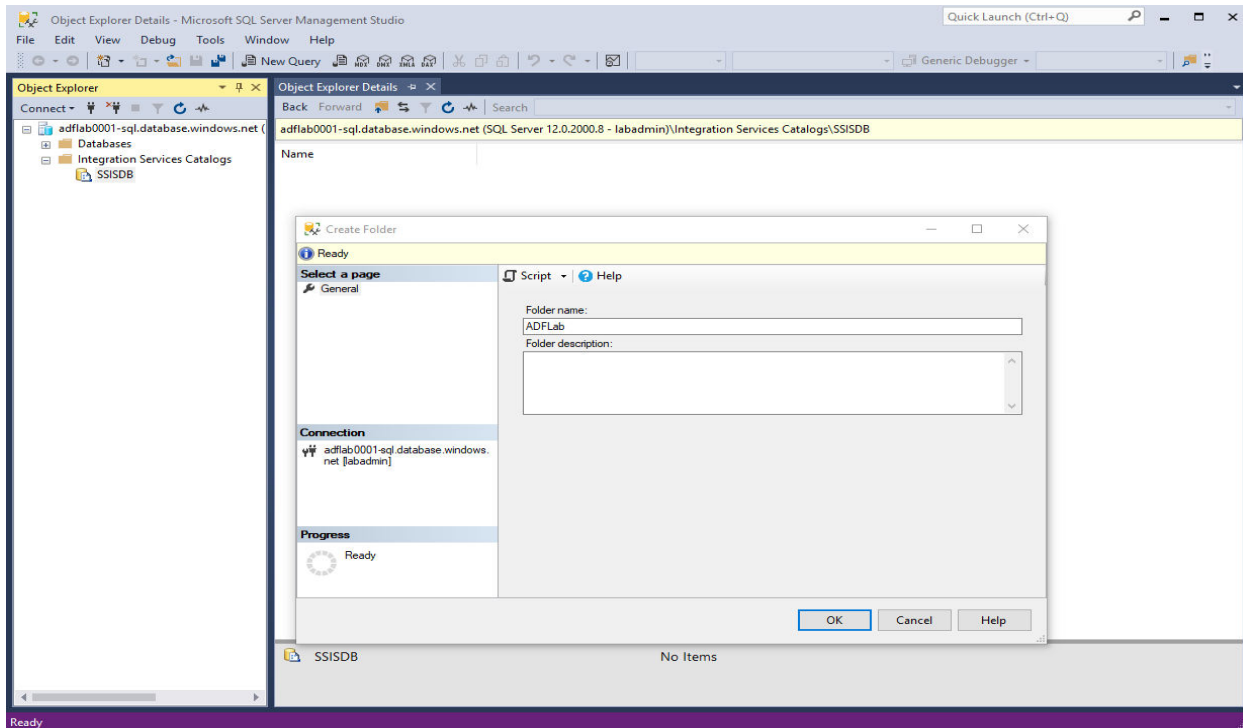 Object Explorer Details - Microsoft SQL Server Management Studio
Quick Launch (Ctrl+Q)
File Edit View Debug Tools Window Help
New Query
MDX DMX XMLA DAX
Generic Debugger
Object Explorer
Object Explorer Details
Connect
Back Forward Search
adflab0001-sql.database.windows.net (
adflab0001-sql.database.windows.net (SQL Server 12.0.2000.8 - labadmin)\Integration Services Catalogs\SSISDB
Databases
Integration Services Catalogs
SSISDB
Name
Create Folder
Ready
Select a page
General
Script Help
Folder name:
ADFLab
Folder description:
Connection
adflab0001-sql.database.windows.
net [labadmin]
Progress
Ready
OK Cancel Help
SSISDB
No Items
Ready